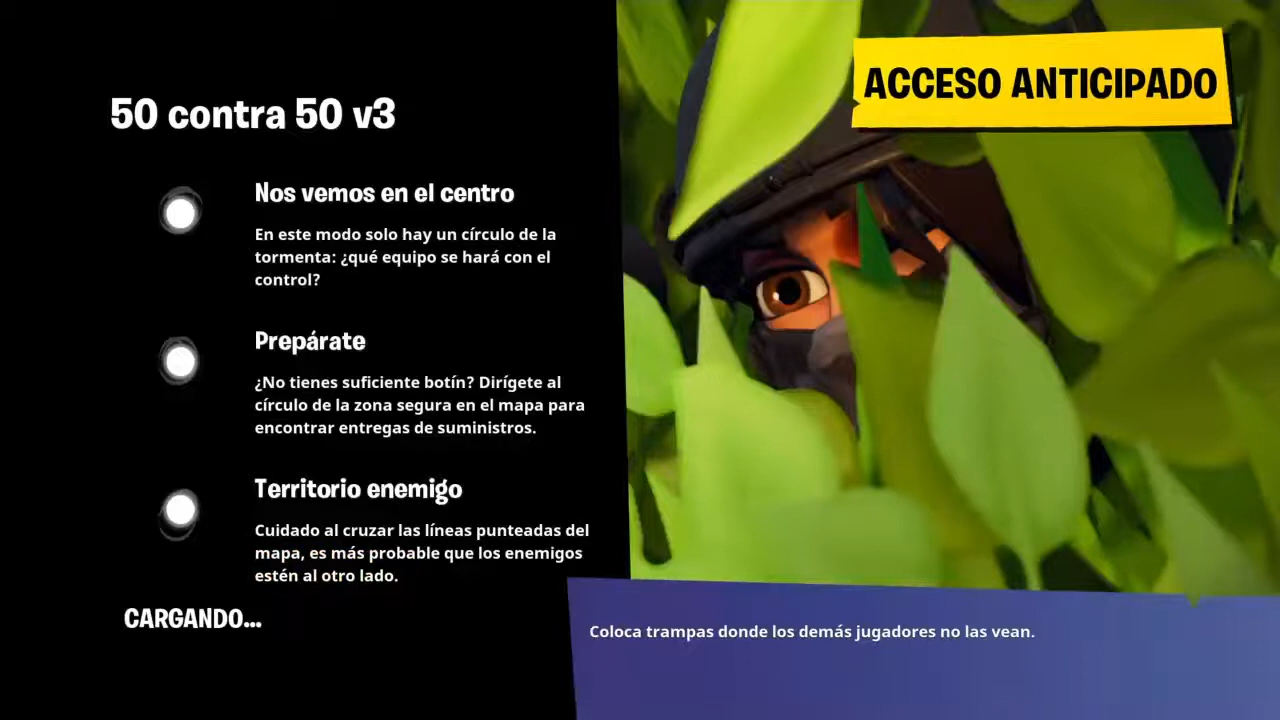 50 contra 50 v3
Nos vemos en el centro
En este modo solo hay un círculo de la
tormenta: ¿qué equipo se hará con el
control?
Prepárate
¿No tienes suficiente botín? Dirígete al
círculo de la zona segura en el mapa para
encontrar entregas de suministros.
Territorio enemigo
Cuidado al cruzar las líneas punteadas del
mapa, es más probable que los enemigos
estén al otro lado.
CARGANDO...
ACCESO ANTICIPADO
Coloca trampas donde los demás jugadores no las vean.